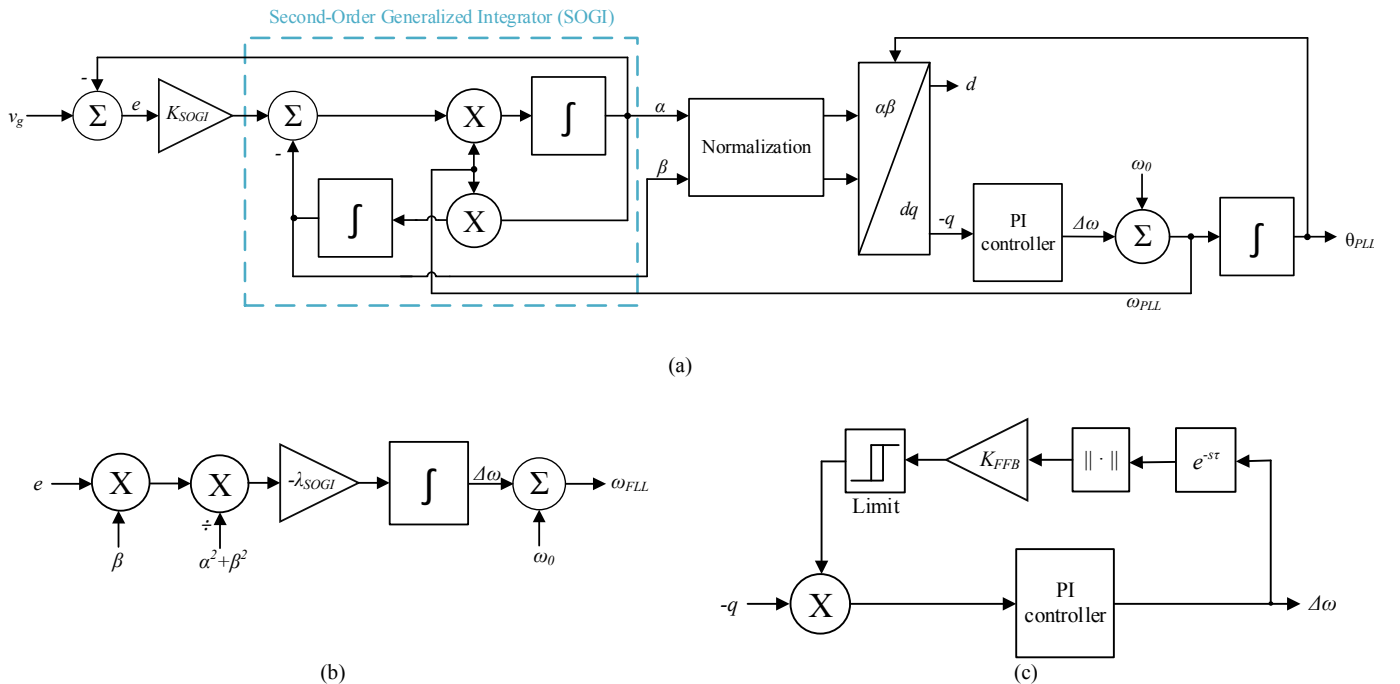 Second-Order Generalized Integrator (SOGI)
-
v_g
Σ
e
K_SOGI
Σ
-
X
∫
α
∫
X
β
Normalization
αβ
dq
d
-q
PI
controller
Δω
ω_0
Σ
∫
θ_PLL
ω_PLL
(a)
e
X
β
X
÷
α²+β²
-λ_SOGI
∫
Δω
Σ
ω_0
ω_FLL
(b)
Limit
K_FFB
|| · ||
e^{-sτ}
-q
X
PI
controller
Δω
(c)